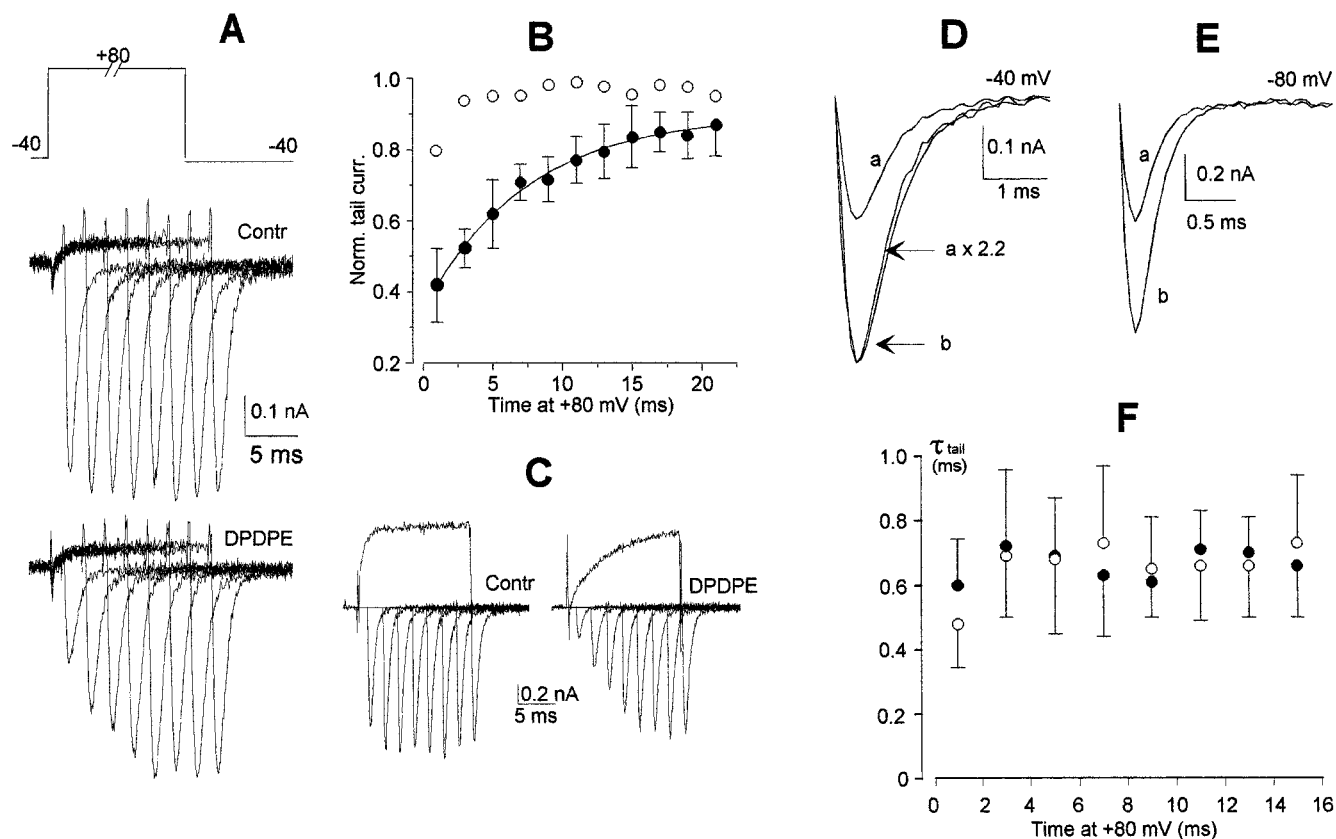 A
+80
-40
-40
Contr
0.1 nA
5 ms
DPDPE
B
Norm. tail curr.
1.0
0.8
0.6
0.4
0.2
0
5
10
15
20
Time at +80 mV (ms)
C
Contr
DPDPE
0.2 nA
5 ms
D
-40 mV
a
0.1 nA
1 ms
a x 2.2
b
E
-80 mV
a
0.2 nA
0.5 ms
b
F
τ tail
(ms)
1.0
0.8
0.6
0.4
0.2
0
0
2
4
6
8
10
12
14
16
Time at +80 mV (ms)